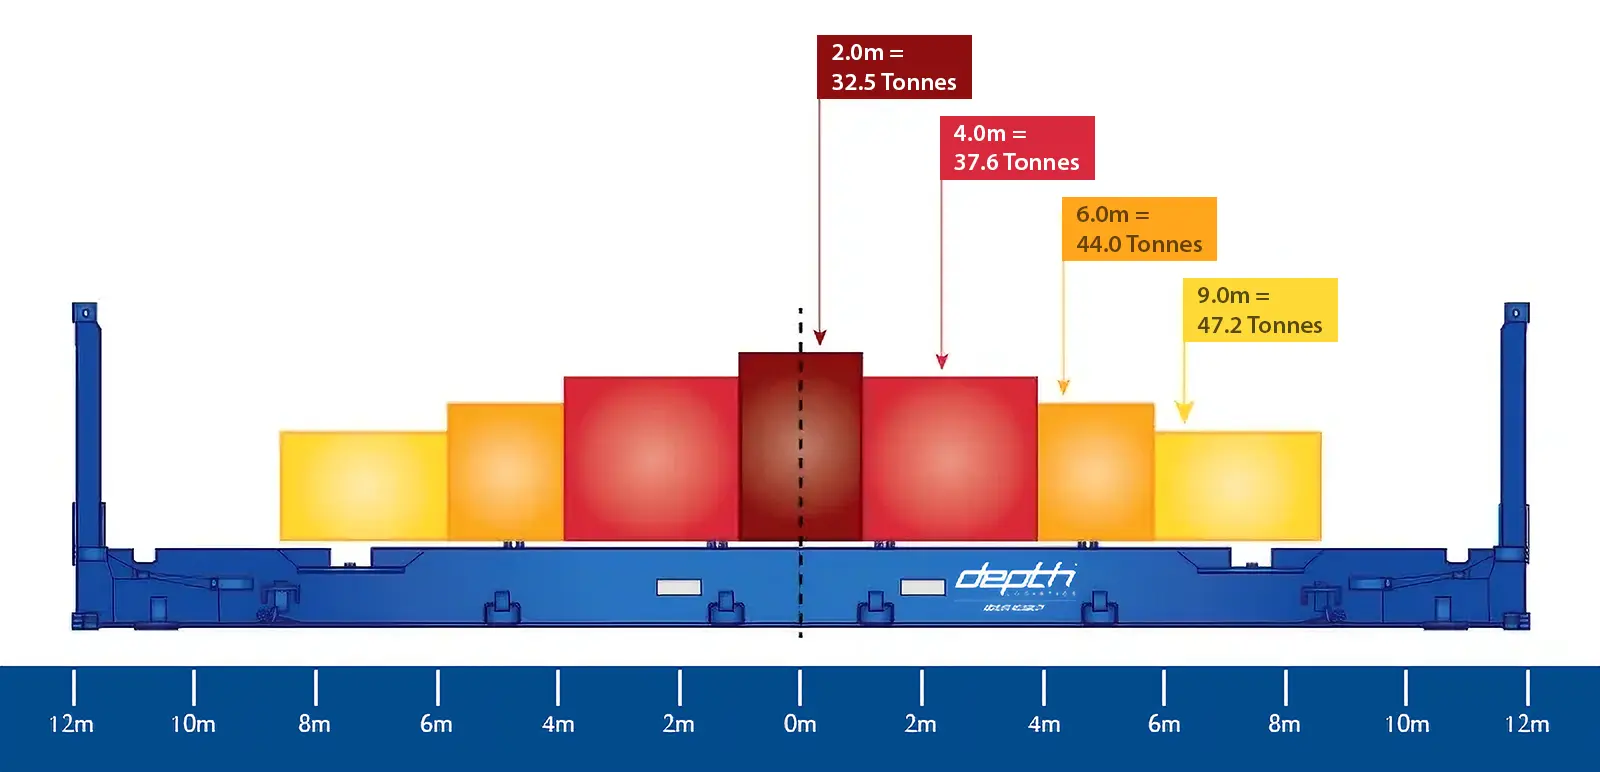 2.0m =
32.5 Tonnes
4.0m =
37.6 Tonnes
6.0m =
44.0 Tonnes
9.0m =
47.2 Tonnes
depth
12m 10m 8m 6m 4m 2m 0m 2m 4m 6m 8m 10m 12m